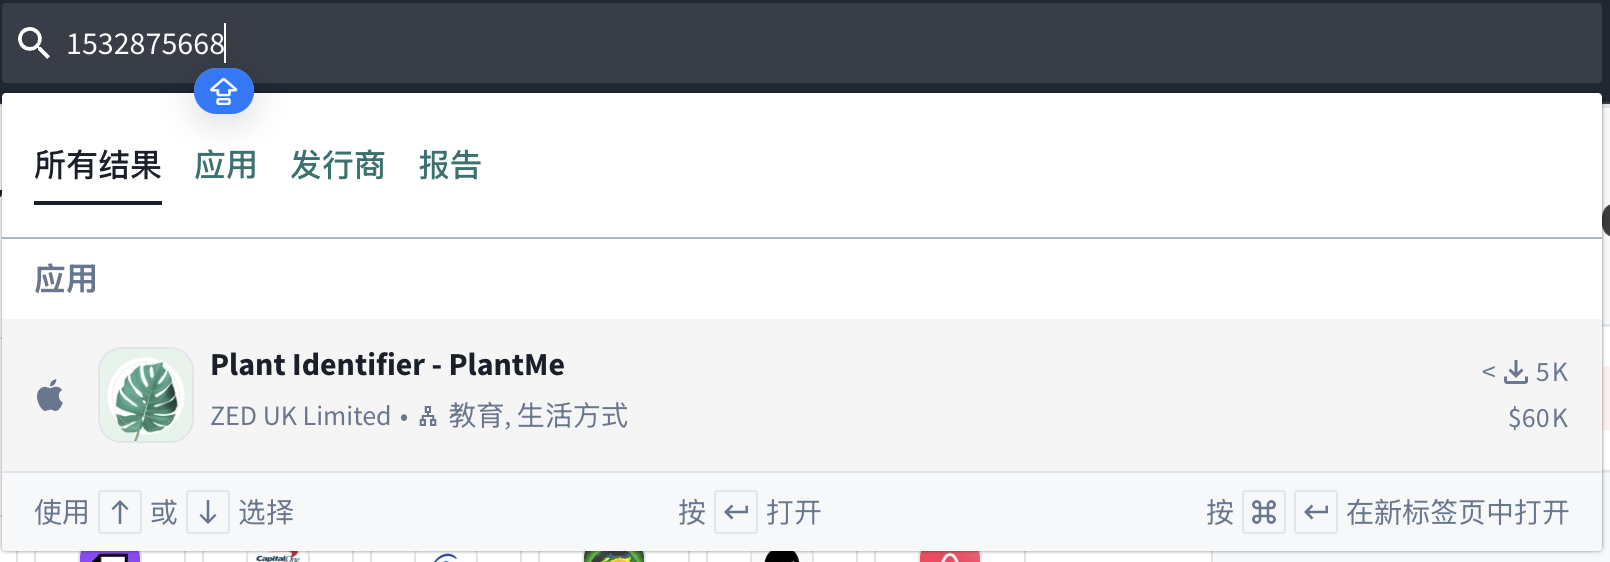 1532875668
所有结果 应用 发行商 报告
应用
Plant Identifier - PlantMe
< 5K
ZED UK Limited • 教育, 生活方式
$60K
使用 ↑ 或 ↓ 选择 按 ↵ 打开 按 ⌘ ↵ 在新标签页中打开
CapitalOne